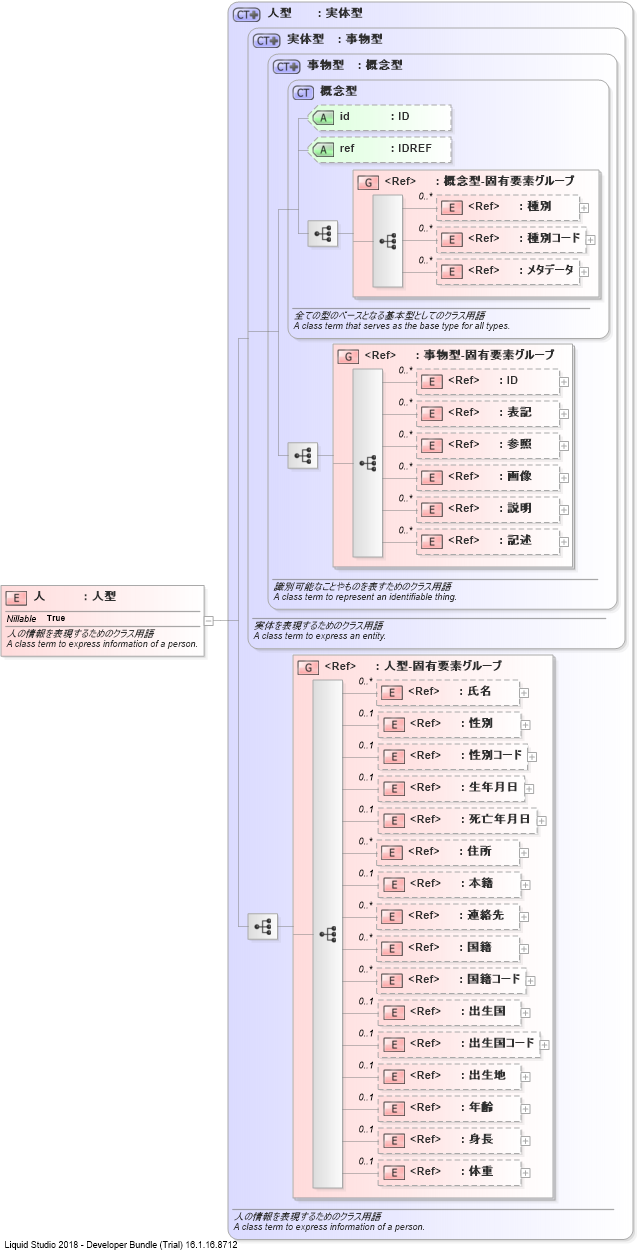 CT 人型 : 実体型
CT 実体型 : 事物型
CT 事物型 : 概念型
CT 概念型
A id : ID
A ref : IDREF
G <Ref> : 概念型-固有要素グループ
0..*
E <Ref> : 種別
0..*
E <Ref> : 種別コード
0..*
E <Ref> : メタデータ
全ての型のベースとなる基本型としてのクラス用語
A class term that serves as the base type for all types.
G <Ref> : 事物型-固有要素グループ
0..*
E <Ref> : ID
0..*
E <Ref> : 表記
0..*
E <Ref> : 参照
0..*
E <Ref> : 画像
0..*
E <Ref> : 説明
0..*
E <Ref> : 記述
識別可能なことやものを表すためのクラス用語
A class term to represent an identifiable thing.
実体を表現するためのクラス用語
A class term to express an entity.
E 人 : 人型
Nillable True
人の情報を表現するためのクラス用語
A class term to express information of a person.
G <Ref> : 人型-固有要素グループ
0..*
E <Ref> : 氏名
0..1
E <Ref> : 性別
0..1
E <Ref> : 性別コード
0..1
E <Ref> : 生年月日
0..1
E <Ref> : 死亡年月日
0..*
E <Ref> : 住所
0..1
E <Ref> : 本籍
0..*
E <Ref> : 連絡先
0..*
E <Ref> : 国籍
0..*
E <Ref> : 国籍コード
0..1
E <Ref> : 出生国
0..1
E <Ref> : 出生国コード
0..1
E <Ref> : 出生地
0..1
E <Ref> : 年齢
0..1
E <Ref> : 身長
0..1
E <Ref> : 体重
人の情報を表現するためのクラス用語
A class term to express information of a person.
Liquid Studio 2018 - Developer Bundle (Trial) 16.1.16.8712